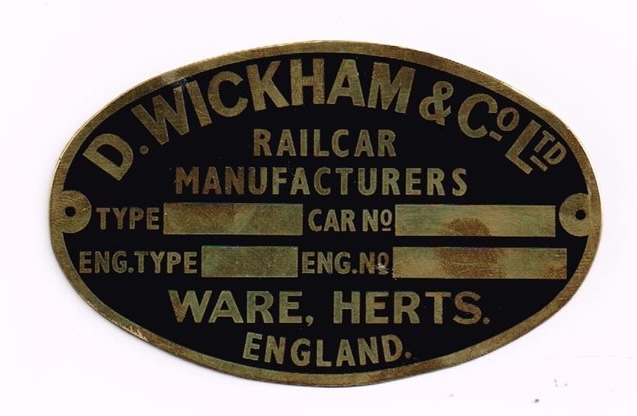 D. WICKHAM & Co LTD
RAILCAR
MANUFACTURERS
TYPE CAR No
ENG.TYPE ENG.No
WARE, HERTS.
ENGLAND.